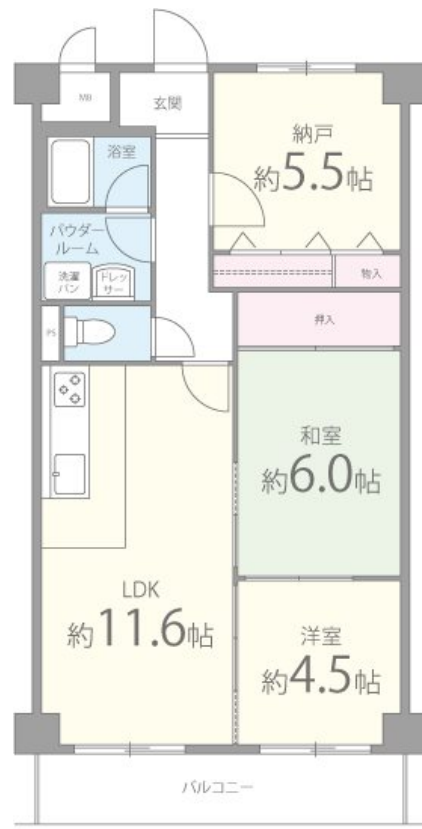 MB
玄関
納戸
約5.5帖
浴室
パウダー
ルーム
洗濯
パン
ドレッ
サー
物入
PS
押入
和室
約6.0帖
LDK
約11.6帖
洋室
約4.5帖
バルコニー